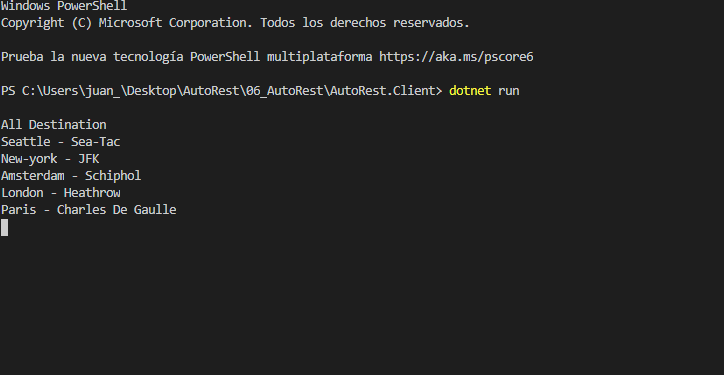 Windows PowerShell
Copyright (C) Microsoft Corporation. Todos los derechos reservados.
Prueba la nueva tecnología PowerShell multiplataforma https://aka.ms/pscore6
PS C:\Users\juan_\Desktop\AutoRest\06_AutoRest\AutoRest.Client> dotnet run
All Destination
Seattle - Sea-Tac
New-york - JFK
Amsterdam - Schiphol
London - Heathrow
Paris - Charles De Gaulle